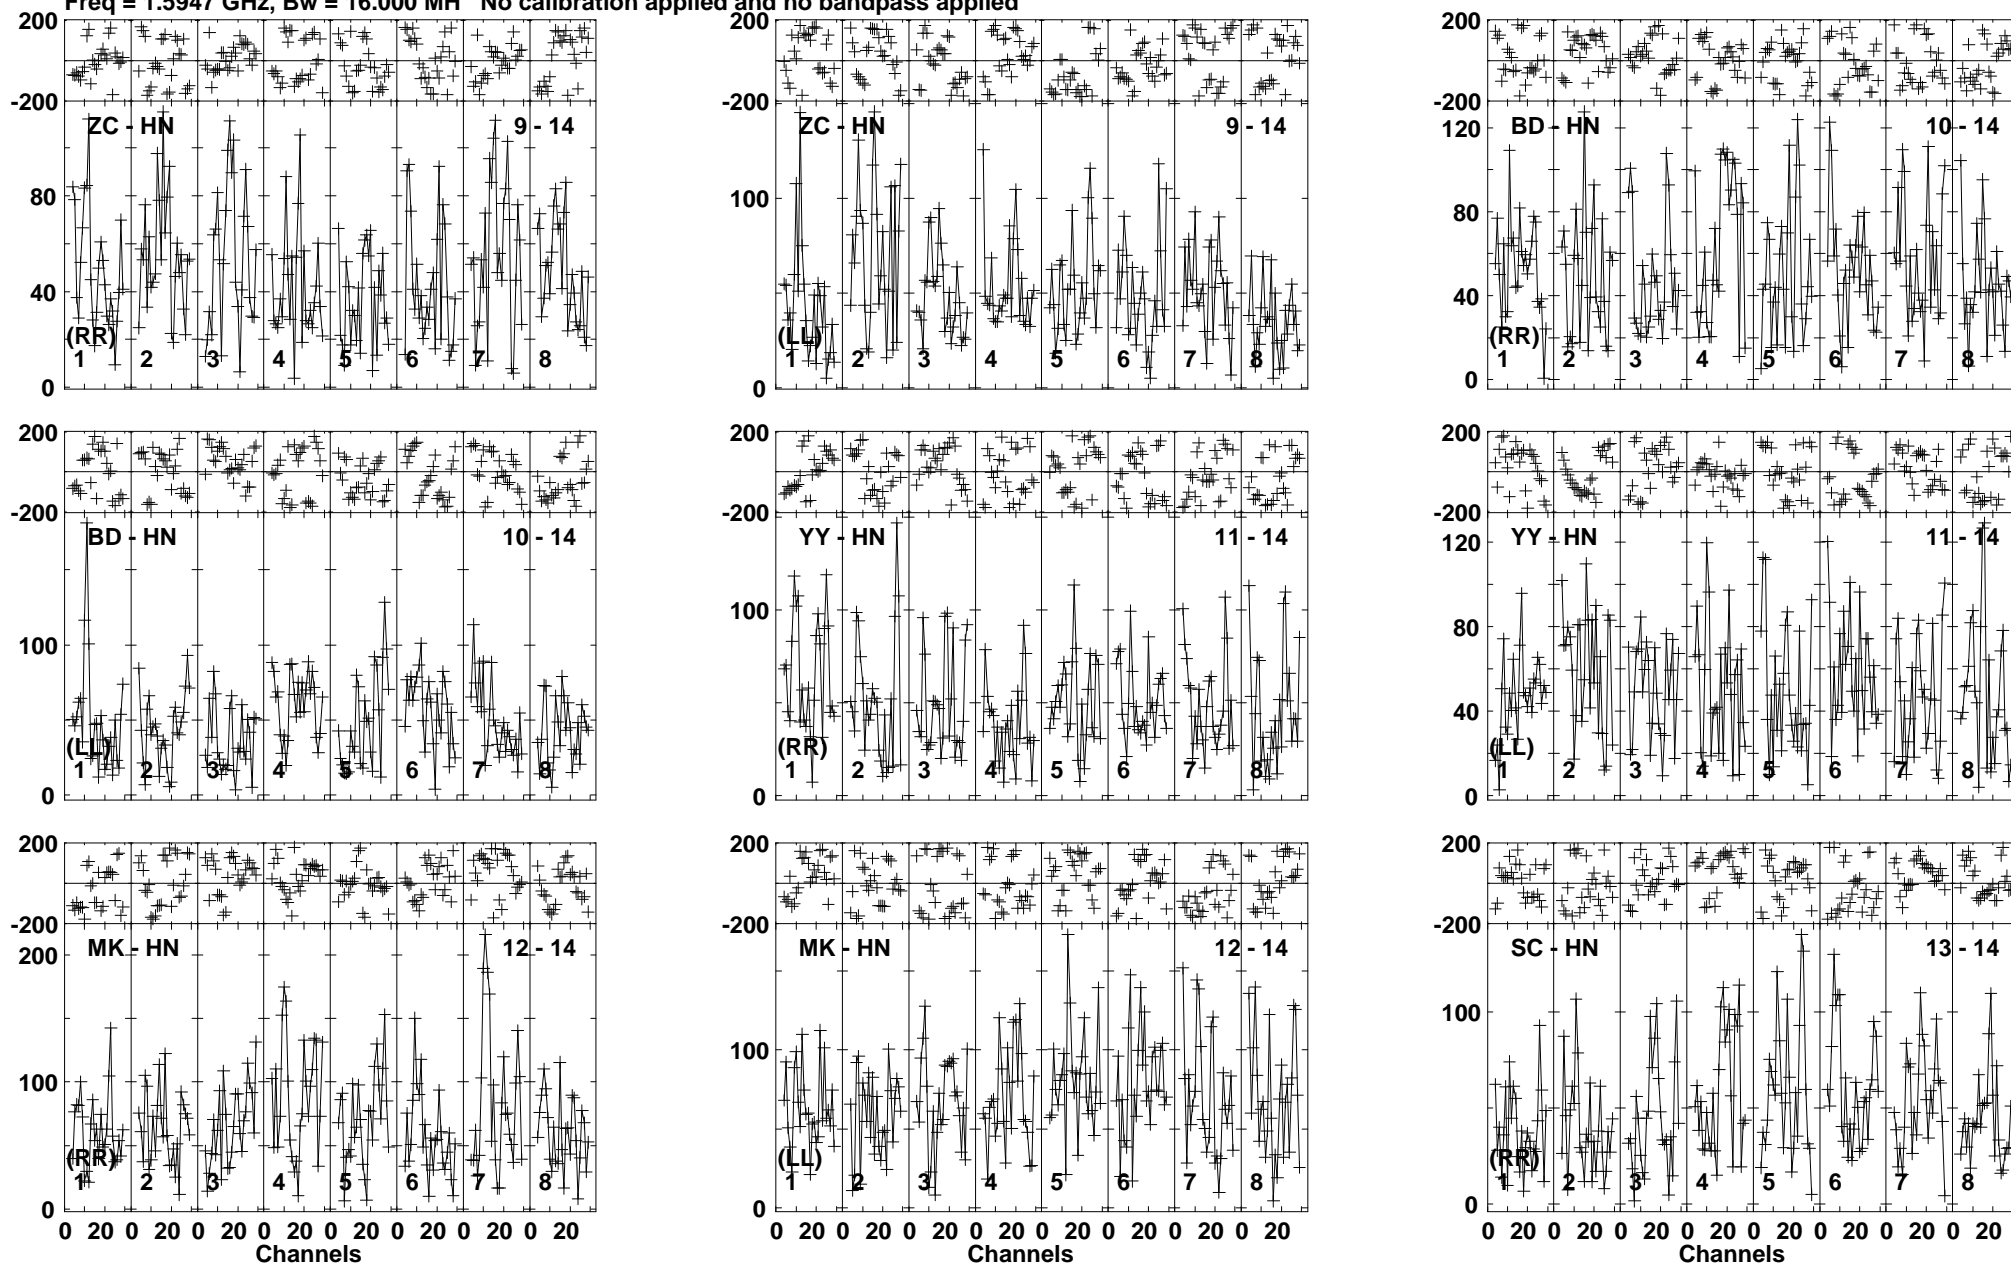 Freq = 1.5947 GHz, Bw = 16.000 MH No calibration applied and no bandpass applied
200 200 200
-200 -200 -200
ZC - HN 9 - 14 ZC - HN 9 - 14 BD - HN 10 - 14
120
80 100 80
40 40
(RR) (LL) (RR)
1 2 3 4 5 6 7 8 1 2 3 4 5 6 7 8 1 2 3 4 5 6 7 8
0 0 0
200 200 200
-200 -200 -200
BD - HN 10 - 14 YY - HN 11 - 14 YY - HN 11 - 14
120
100 100 80
40
(LL) (RR) (LL)
1 2 3 4 5 6 7 8 1 2 3 4 5 6 7 8 1 2 3 4 5 6 7 8
0 0 0
200 200 200
-200 -200 -200
MK - HN 12 - 14 MK - HN 12 - 14 SC - HN 13 - 14
200
100 100 100
(RR) (LL) (RR)
1 2 3 4 5 6 7 8 1 2 3 4 5 6 7 8 1 2 3 4 5 6 7 8
0 0 0
0 20 0 20 0 20 0 20 0 20 0 20 0 20 0 20 0 20 0 20 0 20 0 20 0 20 0 20 0 20 0 20 0 20 0 20 0 20 0 20 0 20 0 20 0 20 0 20
Channels Channels Channels